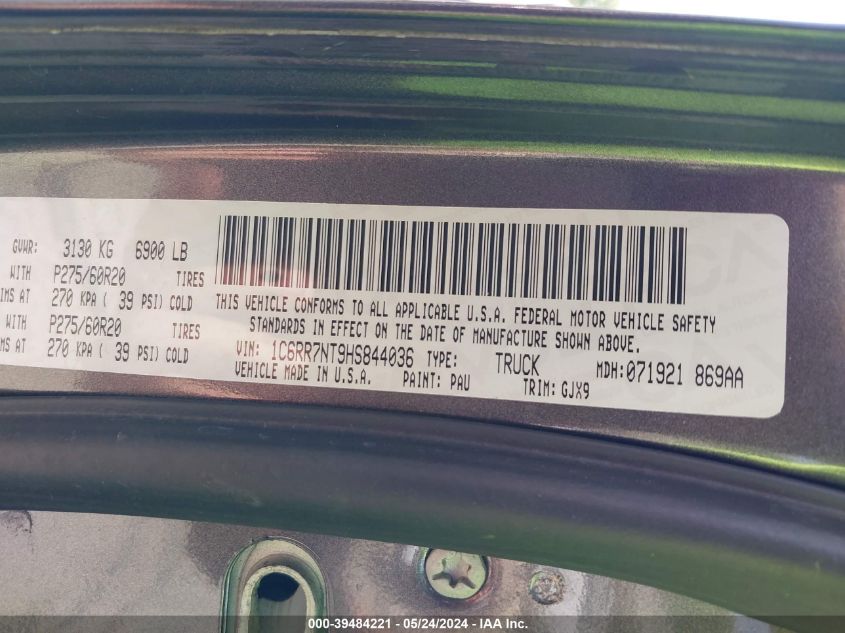 GVWR: 3130 KG 6900 LB
WITH P275/60R20 TIRES
IMS AT 270 KPA ( 39 PSI) COLD
WITH P275/60R20 TIRES
IMS AT 270 KPA ( 39 PSI) COLD
THIS VEHICLE CONFORMS TO ALL APPLICABLE U.S.A. FEDERAL MOTOR VEHICLE SAFETY
STANDARDS IN EFFECT ON THE DATE OF MANUFACTURE SHOWN ABOVE.
VIN: 1C6RR7NT9HS844036 TYPE: TRUCK MDH:071921 869AA
VEHICLE MADE IN U.S.A. PAINT: PAU TRIM: GJX9
000-39484221 - 05/24/2024 - IAA Inc.